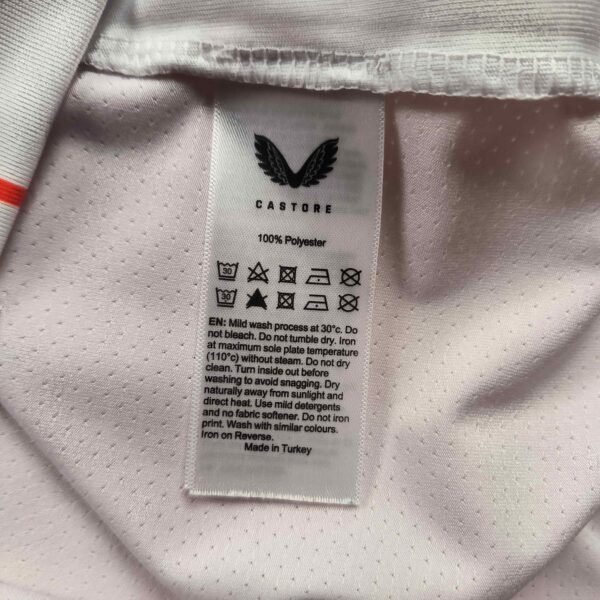 CASTORE
100% Polyester
30
30
EN: Mild wash process at 30°c. Do
not bleach. Do not tumble dry. Iron
at maximum sole plate temperature
(110°c) without steam. Do not dry
clean. Turn inside out before
washing to avoid snagging. Dry
naturally away from sunlight and
direct heat. Use mild detergents
and no fabric softener. Do not iron
print. Wash with similar colours.
Iron on Reverse.
Made in Turkey